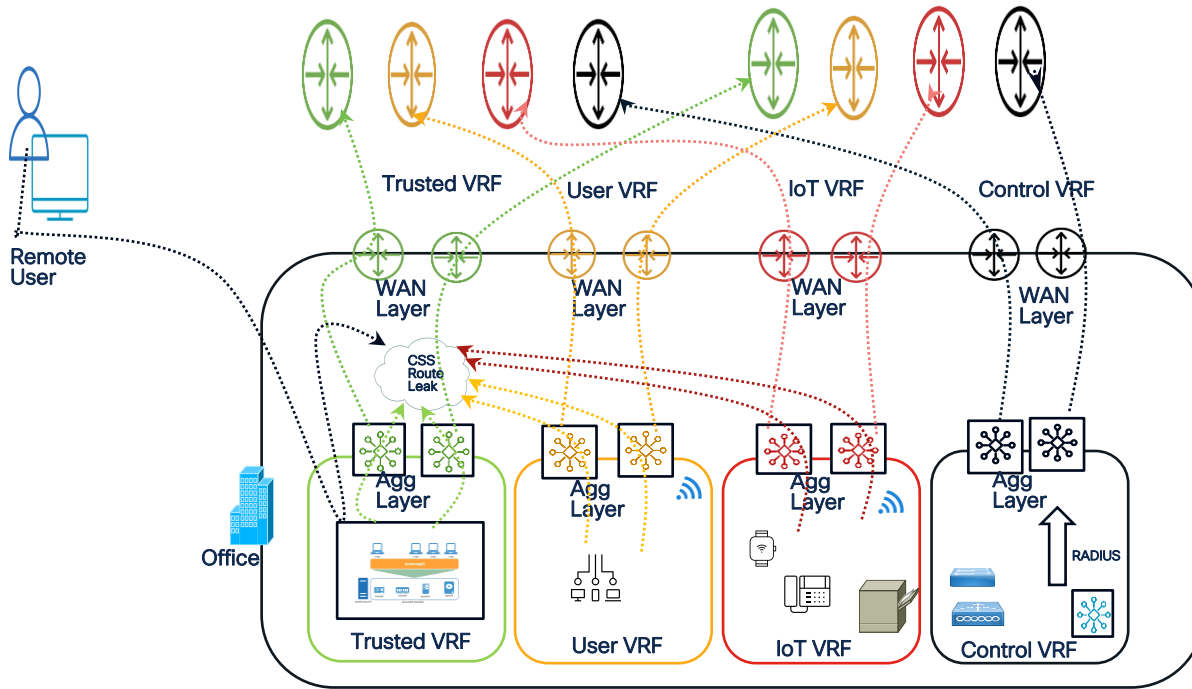 Trusted VRF
User VRF
IoT VRF
Control VRF
Remote
User
WAN
Layer
WAN
Layer
WAN
Layer
WAN
Layer
CSS
Route
Leak
Agg
Layer
Agg
Layer
Agg
Layer
Agg
Layer
Office
RADIUS
Trusted VRF
User VRF
IoT VRF
Control VRF